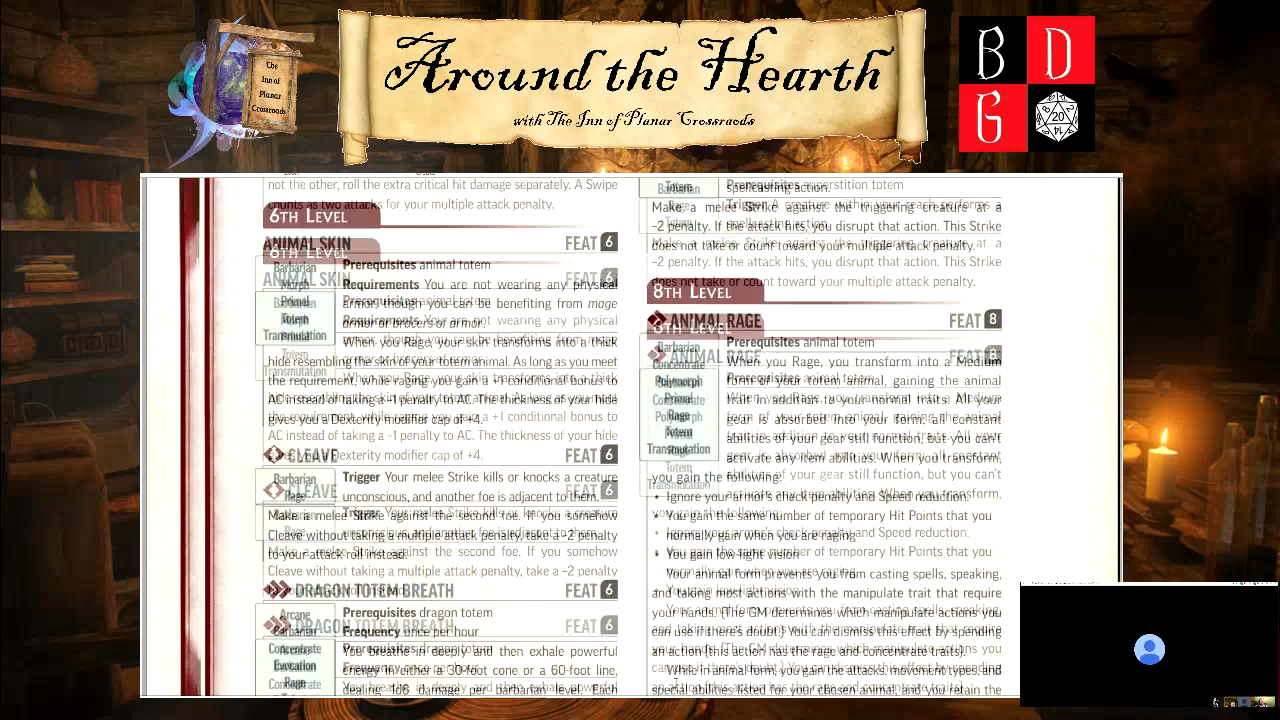 The
Inn of
Planar
Crossroads
Around the Hearth
with The Inn of Planar Crossraods
B D
G 20
not the other, roll the extra critical hit damage separately. A Swipe
counts as two attacks for your multiple attack penalty.
6TH LEVEL
ANIMAL SKIN FEAT 6
Barbarian
Morph
Primal
Totem
Transmutation
Prerequisites animal totem
Requirements You are not wearing any physical
armor, though you can be benefiting from mage
armor or bracers of armor.
When you Rage, your skin transforms into a thick
hide resembling the skin of your totem animal. As long as you meet
the requirement, while raging you gain a +1 conditional bonus to
AC instead of taking a -1 penalty to AC. The thickness of your hide
gives you a Dexterity modifier cap of +4.
CLEAVE FEAT 6
Barbarian
Rage
Trigger Your melee Strike kills or knocks a creature
unconscious, and another foe is adjacent to them.
Make a melee Strike against the second foe. If you somehow
Cleave without taking a multiple attack penalty, take a –2 penalty
to your attack roll instead.
DRAGON TOTEM BREATH FEAT 6
Arcane
Barbarian
Concentrate
Evocation
Rage
Prerequisites dragon totem
Frequency once per hour
You breathe in deeply and then exhale powerful
energy in either a 30-foot cone or a 60-foot line,
dealing 1d6 damage per barbarian level. Each
Totem
Prerequisites superstition totem
Trigger A creature within your reach performs a
spellcasting action.
Make a melee Strike against the triggering creature at a
–2 penalty. If the attack hits, you disrupt that action. This Strike
does not take or count toward your multiple attack penalty.
8TH LEVEL
ANIMAL RAGE FEAT 8
Barbarian
Concentrate
Polymorph
Primal
Rage
Totem
Transmutation
Prerequisites animal totem
When you Rage, you transform into a Medium
form of your totem animal, gaining the animal
trait in addition to your normal traits. All your
gear is absorbed into your form, all constant
abilities of your gear still function, but you can't
activate any item abilities. When you transform,
you gain the following:
• Ignore your armor's check penalty and Speed reduction.
• You gain the same number of temporary Hit Points that you
normally gain when you are raging
• You gain low-light vision
Your animal form prevents you from casting spells, speaking,
and taking most actions with the manipulate trait that require
your hands. (The GM determines which manipulate actions you
can use if there's doubt.) You can dismiss this effect by spending
an action (this action has the rage and concentrate traits).
While in animal form, you gain the attacks, movement types, and
special abilities listed for your chosen animal, and you retain the